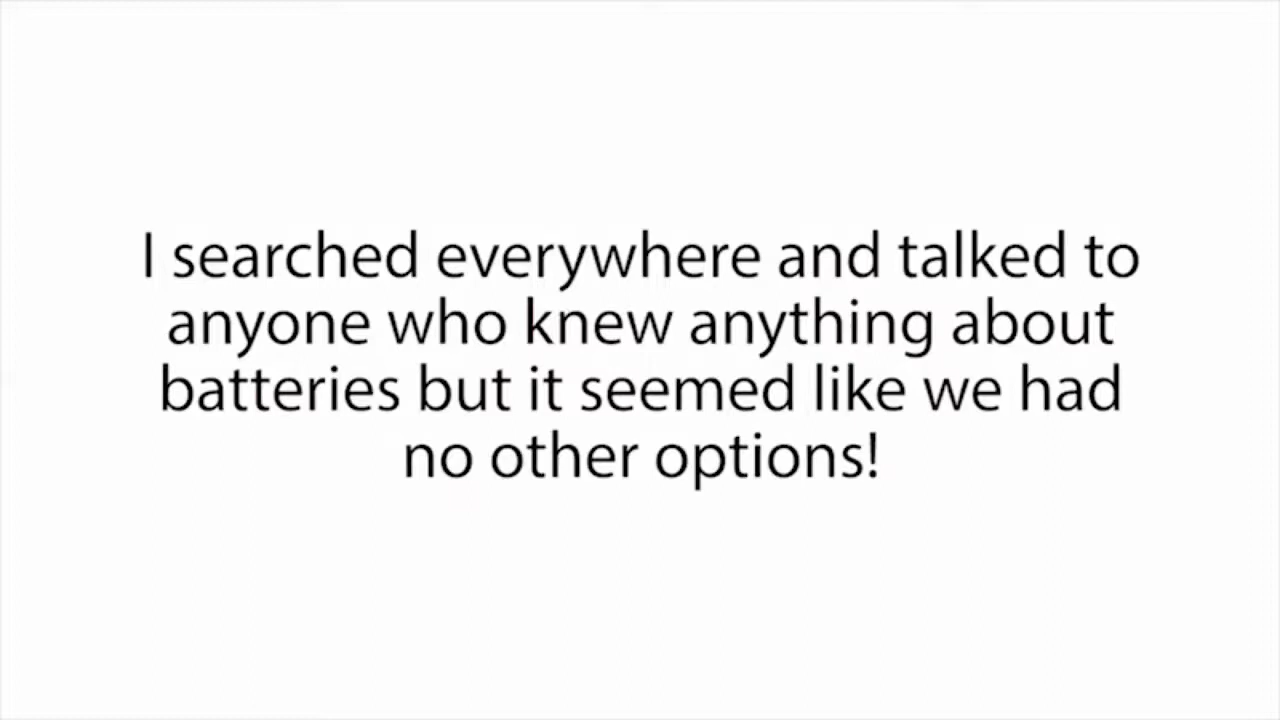 I searched everywhere and talked to
anyone who knew anything about
batteries but it seemed like we had
no other options!